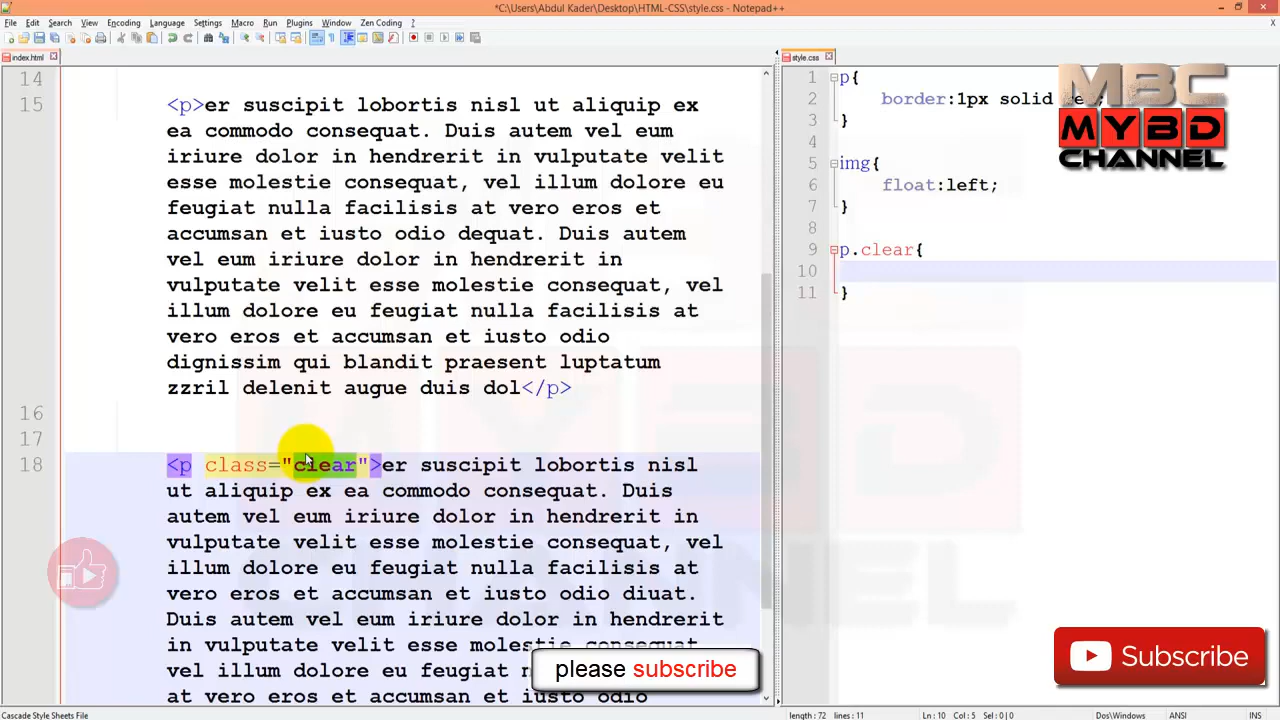 *C:\Users\Abdul Kader\Desktop\HTML-CSS\style.css - Notepad++
File Edit Search View Encoding Language Settings Macro Run Plugins Window Zen Coding ?
index.html
14
15 <p>er suscipit lobortis nisl ut aliquip ex
ea commodo consequat. Duis autem vel eum
iriure dolor in hendrerit in vulputate velit
esse molestie consequat, vel illum dolore eu
feugiat nulla facilisis at vero eros et
accumsan et iusto odio dequat. Duis autem
vel eum iriure dolor in hendrerit in
vulputate velit esse molestie consequat, vel
illum dolore eu feugiat nulla facilisis at
vero eros et accumsan et iusto odio
dignissim qui blandit praesent luptatum
zzril delenit augue duis dol</p>
16
17
18 <p class="clear">er suscipit lobortis nisl
ut aliquip ex ea commodo consequat. Duis
autem vel eum iriure dolor in hendrerit in
vulputate velit esse molestie consequat, vel
illum dolore eu feugiat nulla facilisis at
vero eros et accumsan et iusto odio diuat.
Duis autem vel eum iriure dolor in hendrerit
in vulputate velit esse molestie consequat,
vel illum dolore eu feugiat
at vero eros et accumsan et iusto odio
style.css
1 p{
2 border:1px solid
3 }
4
5 img{
6 float:left;
7 }
8
9 p.clear{
10
11 }
MBC
MYBD
CHANNEL
MYBD
CHANNEL
please subscribe
Subscribe
Cascade Style Sheets File length : 72 lines : 11 Ln : 10 Col : 5 Sel : 0 | 0 Dos\Windows ANSI INS